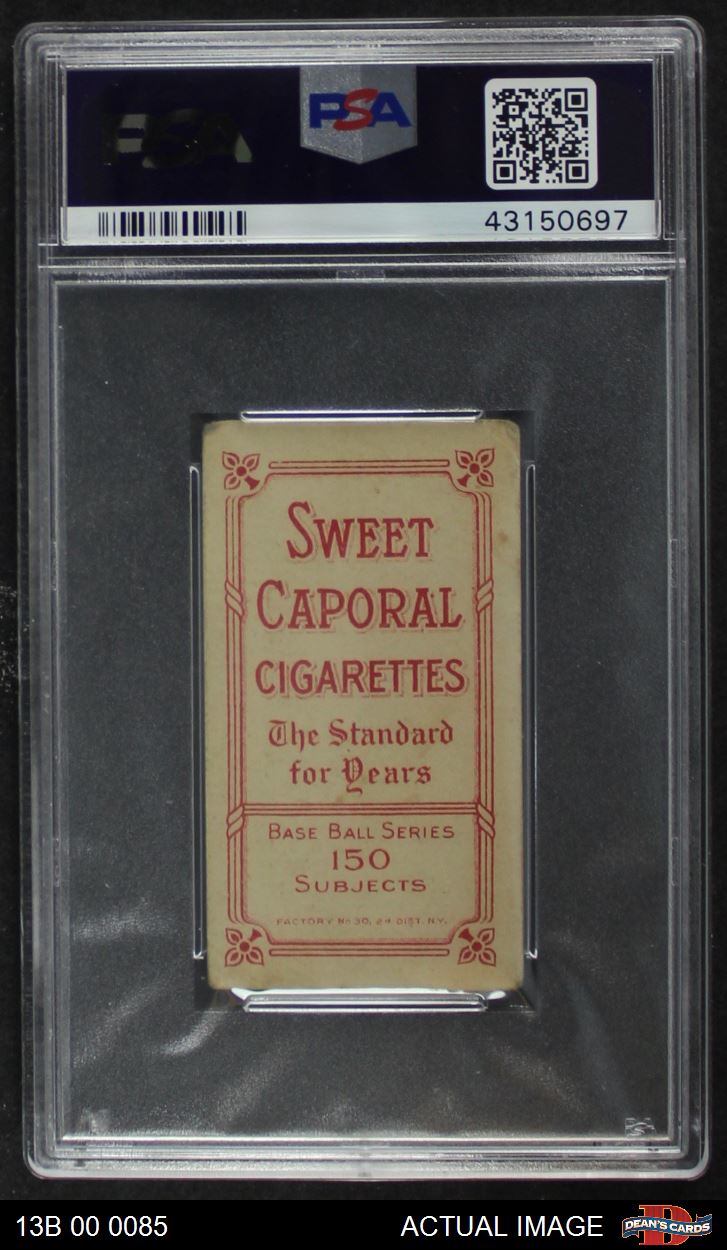 PSA
PSA
43150697
SWEET
CAPORAL
CIGARETTES
The Standard
for Years
BASE BALL SERIES
150
SUBJECTS
FACTORY No 30, 2d DIST. N.Y.
13B 00 0085 ACTUAL IMAGE DEAN'S CARDS